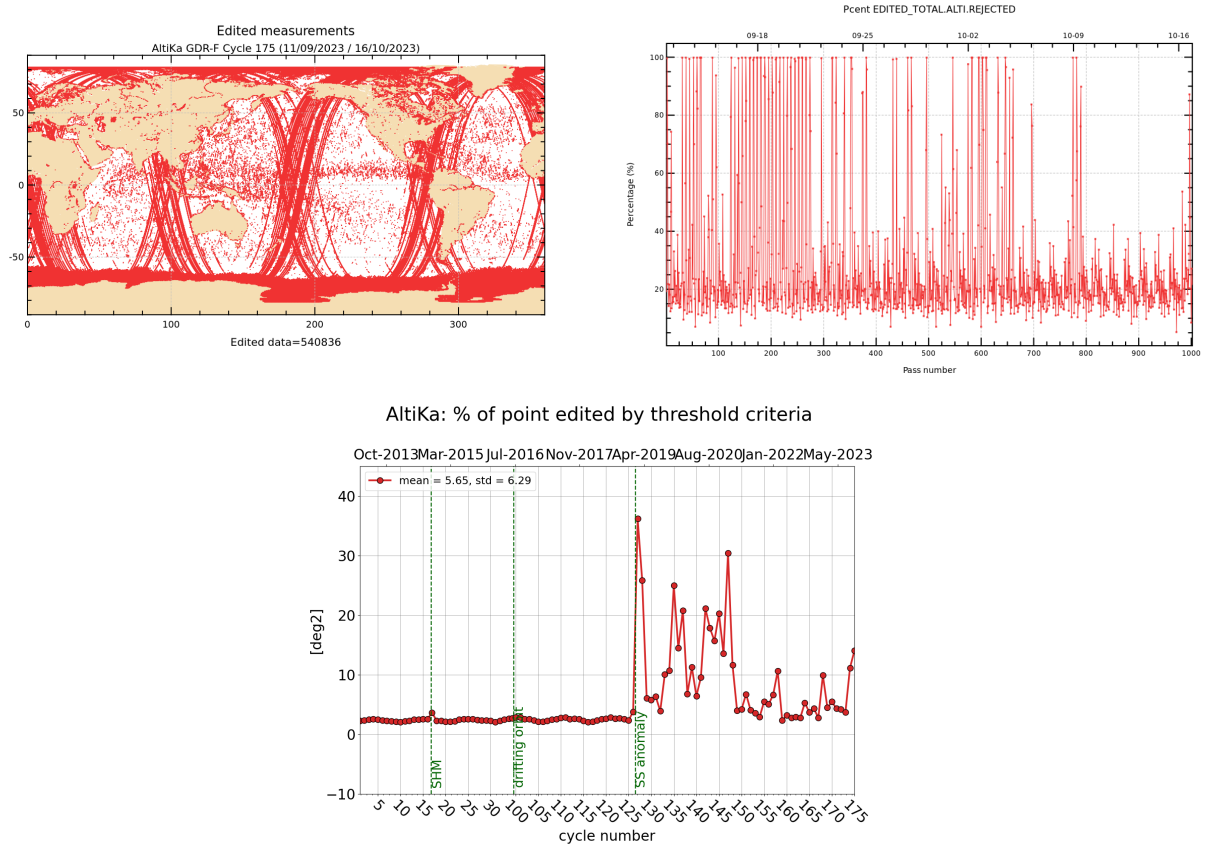 Edited measurements
AltiKa GDR-F Cycle 175 (11/09/2023 / 16/10/2023)
50
0
-50
0 100 200 300
Edited data=540836
Pcent EDITED_TOTAL.ALTI.REJECTED
09-18 09-25 10-02 10-09 10-16
100
80
60
40
20
Percentage (%)
100 200 300 400 500 600 700 800 900 1000
Pass number
AltiKa: % of point edited by threshold criteria
Oct-2013 Mar-2015 Jul-2016 Nov-2017 Apr-2019 Aug-2020 Jan-2022 May-2023
mean = 5.65, std = 6.29
40
30
20
10
0
−10
[deg2]
SHM
drifting orbit
SS anomaly
5 10 15 20 25 30 100 105 110 115 120 125 130 135 140 145 150 155 160 165 170 175
cycle number